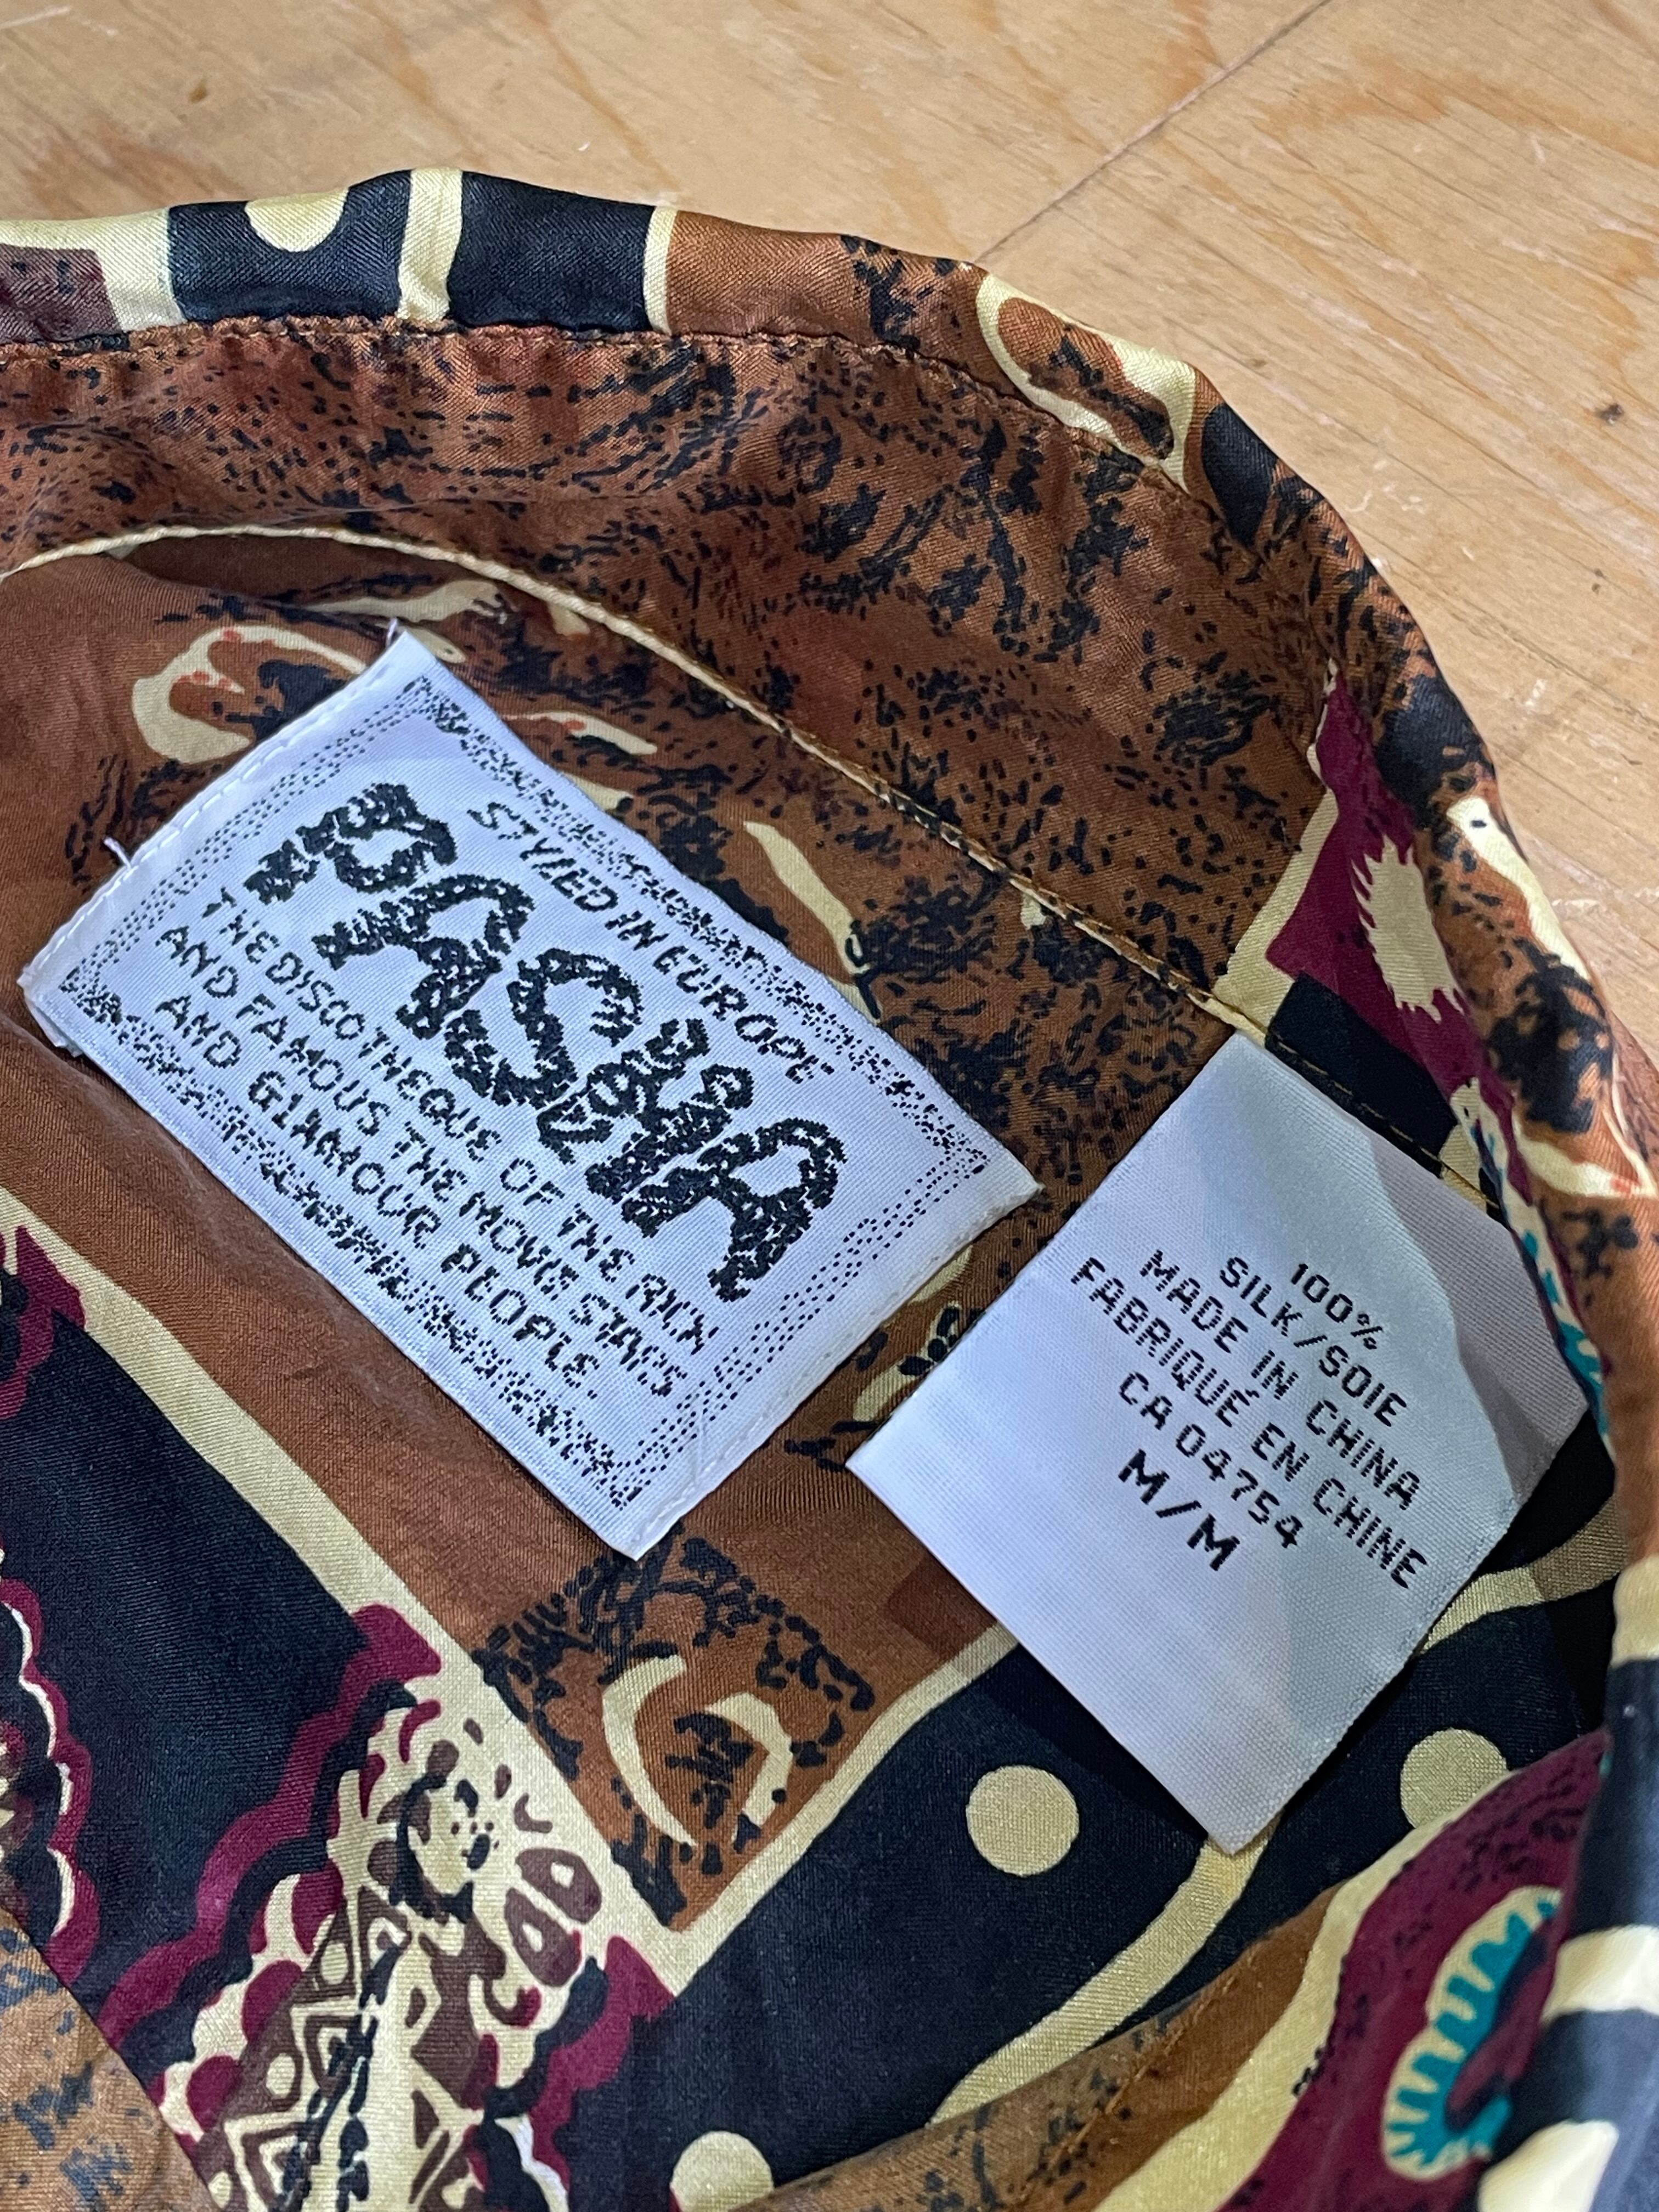 STYLED IN EUROPE
PASHA
THE DISCOTHEQUE OF THE RICH
AND FAMOUS THE MOVIE STARS
AND GLAMOUR PEOPLE.
100%
SILK/SOIE
MADE IN CHINA
FABRIQUÉ EN CHINE
CA 04754
M/M